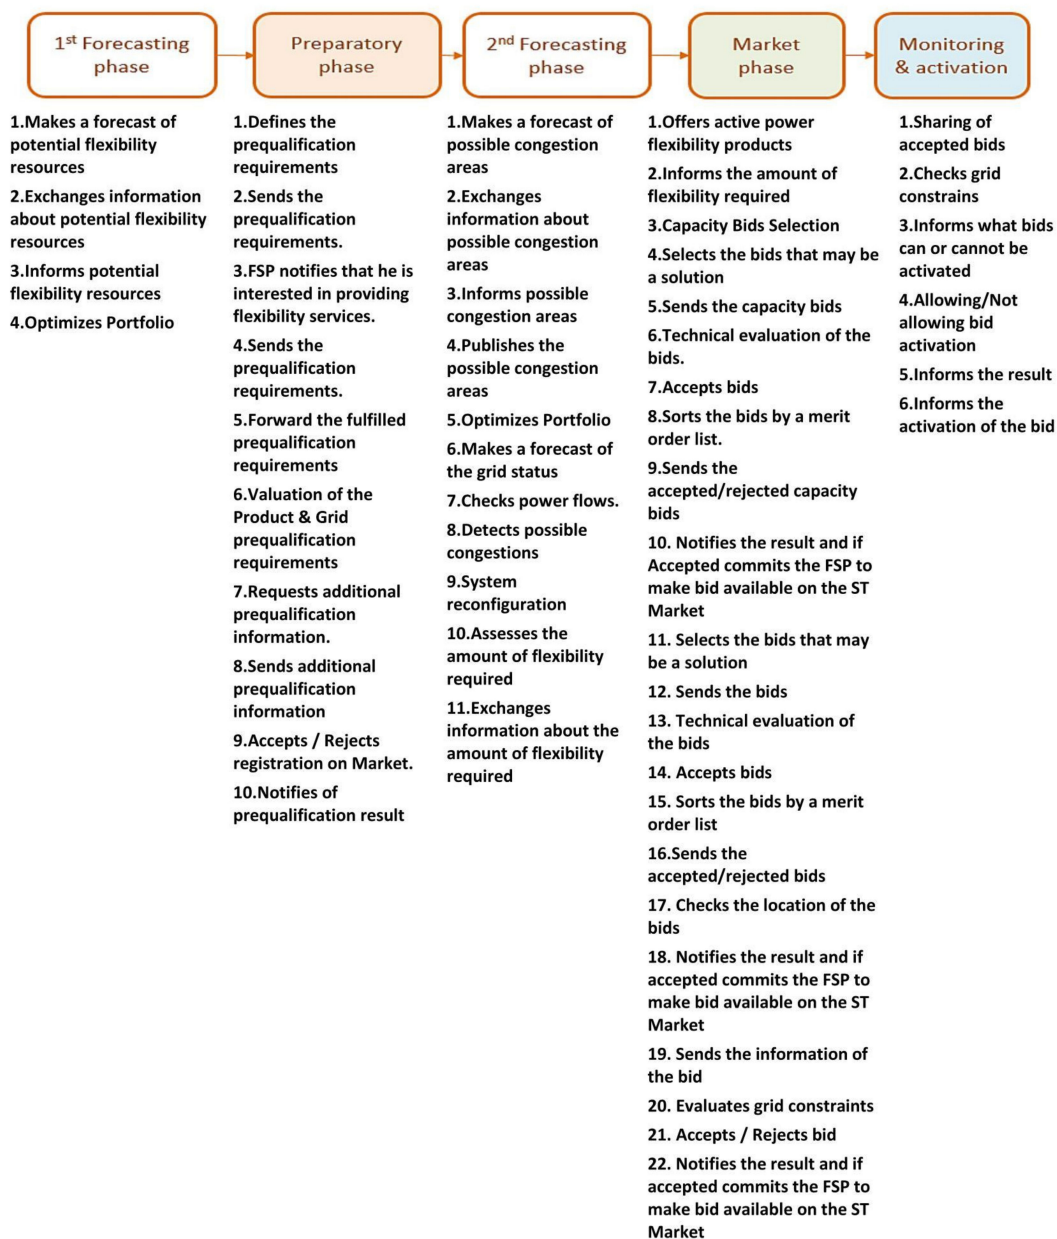 1st Forecasting
phase
Preparatory
phase
2nd Forecasting
phase
Market
phase
Monitoring
& activation
1.Makes a forecast of
potential flexibility
resources
2.Exchanges information
about potential flexibility
resources
3.Informs potential
flexibility resources
4.Optimizes Portfolio
1.Defines the
prequalification
requirements
2.Sends the
prequalification
requirements.
3.FSP notifies that he is
interested in providing
flexibility services.
4.Sends the
prequalification
requirements.
5.Forward the fulfilled
prequalification
requirements
6.Valuation of the
Product & Grid
prequalification
requirements
7.Requests additional
prequalification
information.
8.Sends additional
prequalification
information
9.Accepts / Rejects
registration on Market.
10.Notifies of
prequalification result
1.Makes a forecast of
possible congestion
areas
2.Exchanges
information about
possible congestion
areas
3.Informs possible
congestion areas
4.Publishes the
possible congestion
areas
5.Optimizes Portfolio
6.Makes a forecast of
the grid status
7.Checks power flows.
8.Detects possible
congestions
9.System
reconfiguration
10.Assesses the
amount of flexibility
required
11.Exchanges
information about the
amount of flexibility
required
1.Offers active power
flexibility products
2.Informs the amount of
flexibility required
3.Capacity Bids Selection
4.Selects the bids that may be
a solution
5.Sends the capacity bids
6.Technical evaluation of the
bids.
7.Accepts bids
8.Sorts the bids by a merit
order list.
9.Sends the
accepted/rejected capacity
bids
10. Notifies the result and if
Accepted commits the FSP to
make bid available on the ST
Market
11. Selects the bids that may
be a solution
12. Sends the bids
13. Technical evaluation of
the bids
14. Accepts bids
15. Sorts the bids by a merit
order list
16.Sends the
accepted/rejected bids
17. Checks the location of the
bids
18. Notifies the result and if
accepted commits the FSP to
make bid available on the ST
Market
19. Sends the information of
the bid
20. Evaluates grid constraints
21. Accepts / Rejects bid
22. Notifies the result and if
accepted commits the FSP to
make bid available on the ST
Market
1.Sharing of
accepted bids
2.Checks grid
constrains
3.Informs what bids
can or cannot be
activated
4.Allowing/Not
allowing bid
activation
5.Informs the result
6.Informs the
activation of the bid